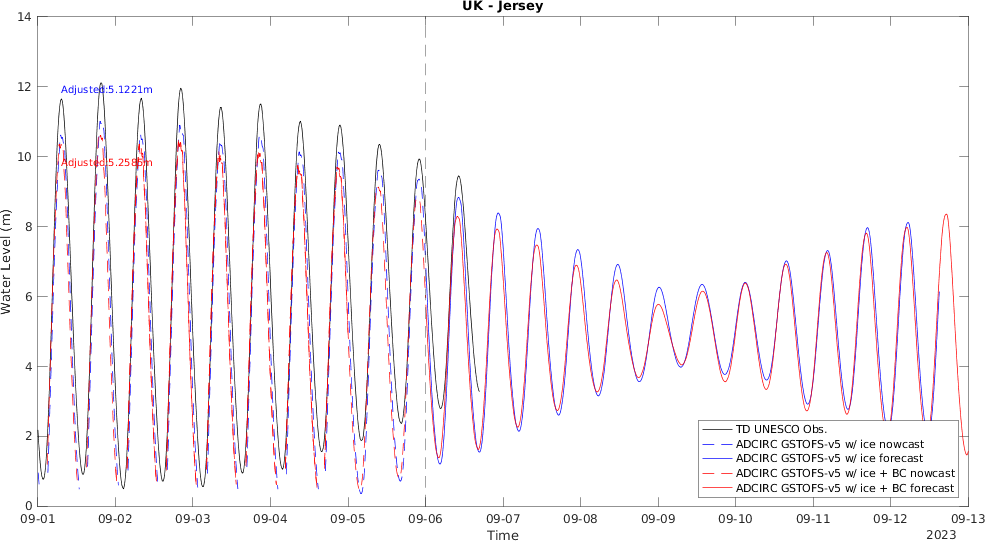 UK - Jersey
14
12
10
8
6
4
2
0
Water Level (m)
Adjusted:5.1221m
Adjusted:5.2585m
TD UNESCO Obs.
ADCIRC GSTOFS-v5 w/ ice nowcast
ADCIRC GSTOFS-v5 w/ ice forecast
ADCIRC GSTOFS-v5 w/ ice + BC nowcast
ADCIRC GSTOFS-v5 w/ ice + BC forecast
09-01 09-02 09-03 09-04 09-05 09-06 09-07 09-08 09-09 09-10 09-11 09-12 09-13
Time
2023